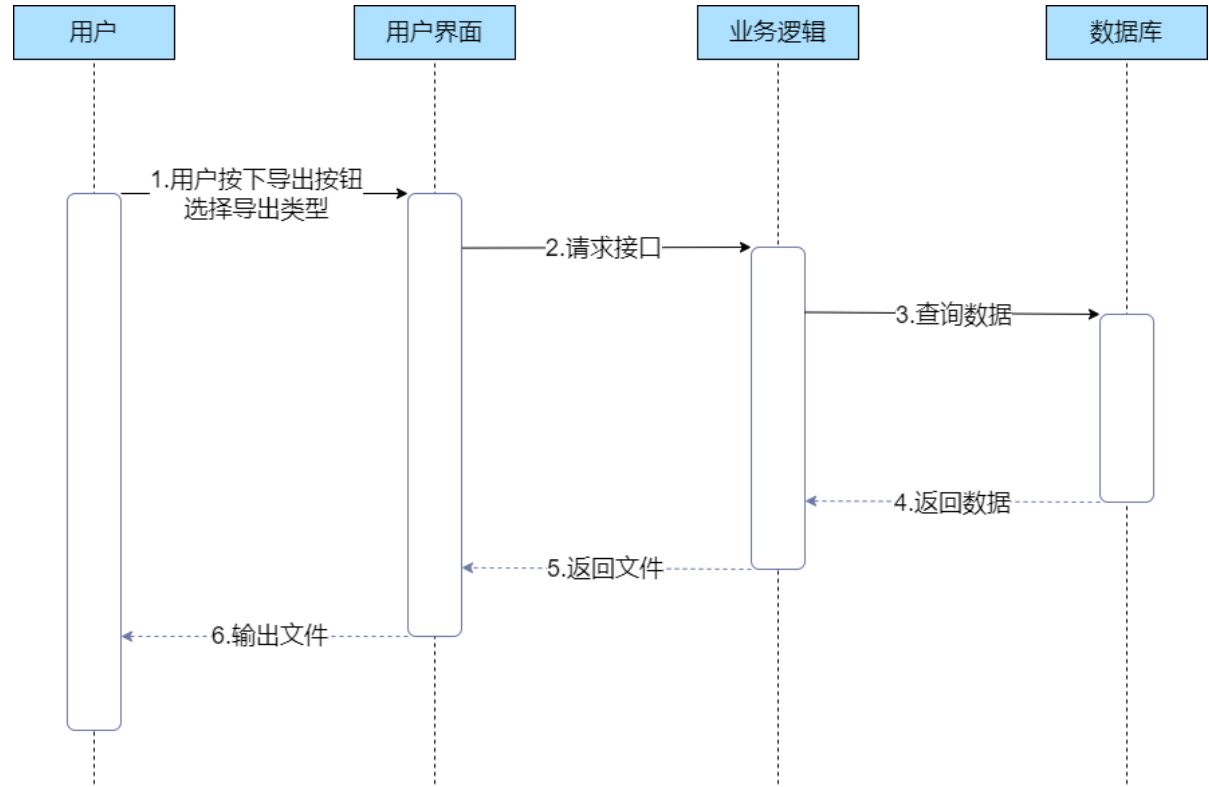 用户
用户界面
业务逻辑
数据库
1.用户按下导出按钮
选择导出类型
2.请求接口
3.查询数据
4.返回数据
5.返回文件
6.输出文件